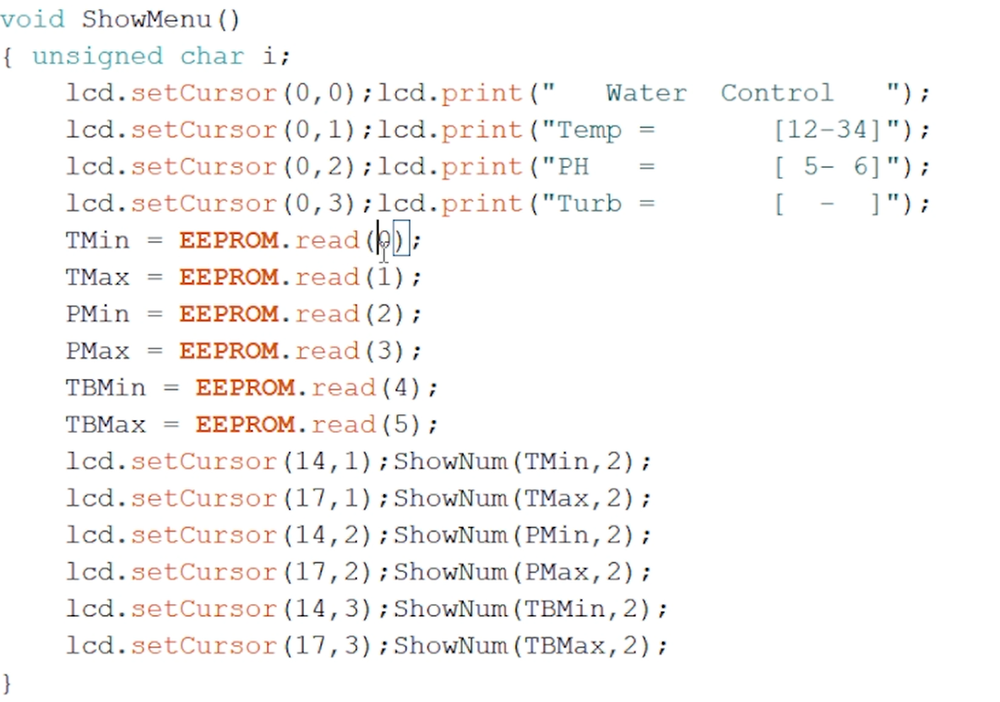 void ShowMenu()
{ unsigned char i;
    lcd.setCursor(0,0);lcd.print("   Water  Control   ");
    lcd.setCursor(0,1);lcd.print("Temp =       [12-34]");
    lcd.setCursor(0,2);lcd.print("PH   =       [ 5- 6]");
    lcd.setCursor(0,3);lcd.print("Turb =       [  -  ]");
    TMin = EEPROM.read(0);
    TMax = EEPROM.read(1);
    PMin = EEPROM.read(2);
    PMax = EEPROM.read(3);
    TBMin = EEPROM.read(4);
    TBMax = EEPROM.read(5);
    lcd.setCursor(14,1);ShowNum(TMin,2);
    lcd.setCursor(17,1);ShowNum(TMax,2);
    lcd.setCursor(14,2);ShowNum(PMin,2);
    lcd.setCursor(17,2);ShowNum(PMax,2);
    lcd.setCursor(14,3);ShowNum(TBMin,2);
    lcd.setCursor(17,3);ShowNum(TBMax,2);
}